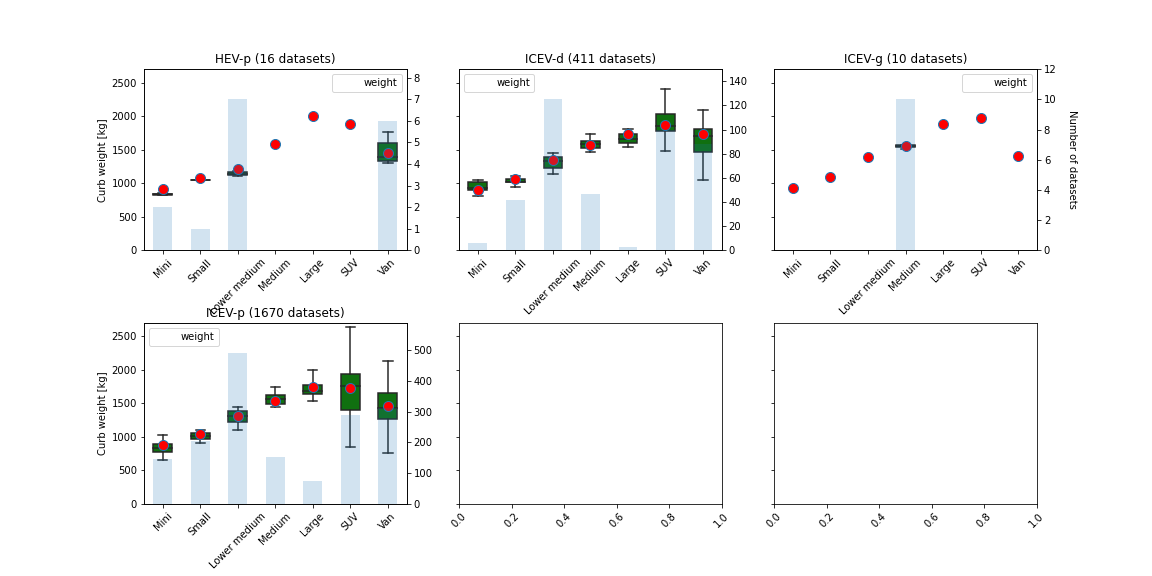 HEV-p (16 datasets)
ICEV-d (411 datasets)
ICEV-g (10 datasets)
weight
weight
weight
Curb weight [kg]
2500
2000
1500
1000
500
0
8
7
6
5
4
3
2
1
0
140
120
100
80
60
40
20
0
12
10
8
6
4
2
0
Number of datasets
Mini
Small
Lower medium
Medium
Large
SUV
Van
Mini
Small
Lower medium
Medium
Large
SUV
Van
Mini
Small
Lower medium
Medium
Large
SUV
Van
ICEV-p (1670 datasets)
weight
Curb weight [kg]
2500
2000
1500
1000
500
0
500
400
300
200
100
0
Mini
Small
Lower medium
Medium
Large
SUV
Van
0.0
0.2
0.4
0.6
0.8
1.0
0.0
0.2
0.4
0.6
0.8
1.0